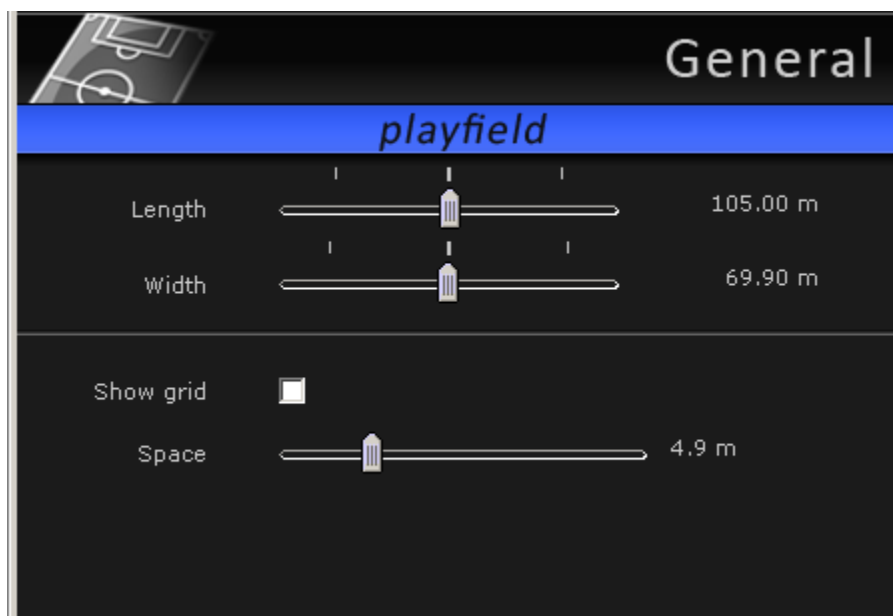 General
playfield
Length 105.00 m
Width 69.90 m
Show grid
Space 4.9 m